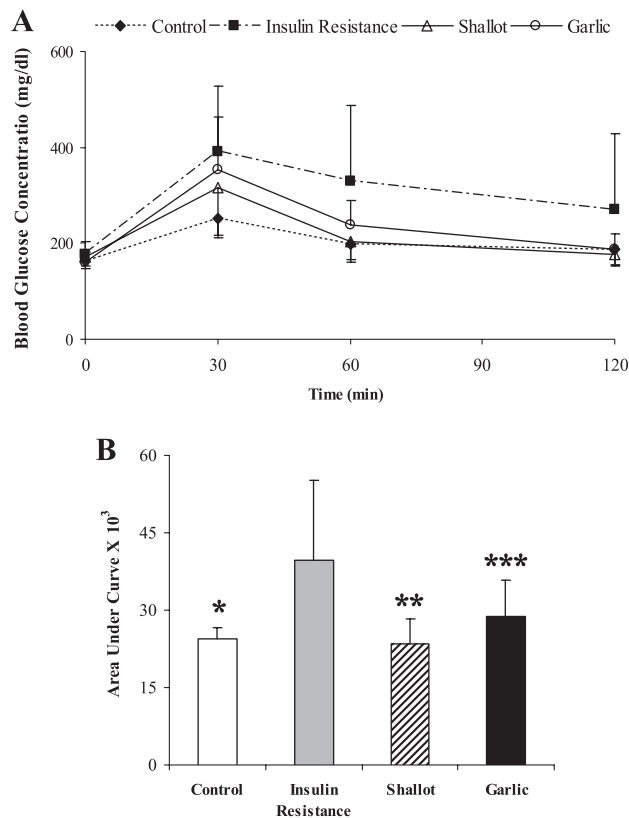 A
Control Insulin Resistance Shallot Garlic
Blood Glucose Concentratio (mg/dl)
600
400
200
0
0 30 60 90 120
Time (min)
B
Area Under Curve X 10³
60
45
30
15
0
*
**
***
Control Insulin Shallot Garlic
Resistance